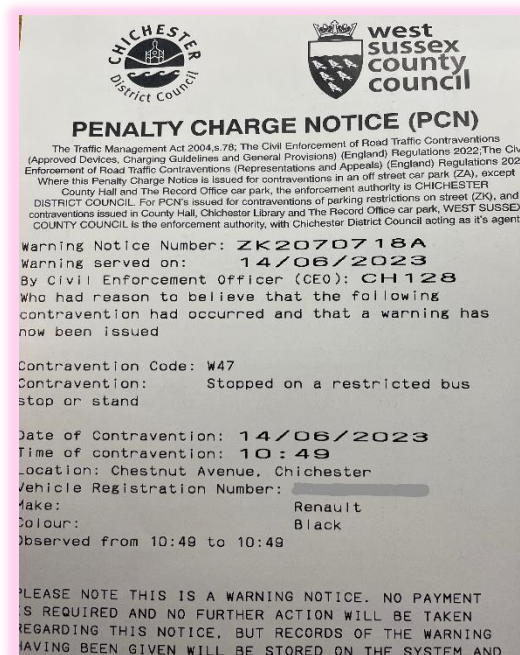 CHICHESTER
District Council
west
sussex
county
council
PENALTY CHARGE NOTICE (PCN)
The Traffic Management Act 2004,s.78; The Civil Enforcement of Road Traffic Contraventions
(Approved Devices, Charging Guidelines and General Provisions) (England) Regulations 2022;The
Enforcement of Road Traffic Contraventions (Representations and Appeals) (England) Regulations
Where this Penalty Charge Notice is issued for contraventions in an off street car park (ZA), except
County Hall and The Record Office car park, the enforcement authority is CHICHESTER
DISTRICT COUNCIL. For PCN's issued for contraventions of parking restrictions on street (ZK), and
contraventions issued in County Hall, Chichester Library and The Record Office car park, WEST SUSSEX
COUNTY COUNCIL is the enforcement authority, with Chichester District Council acting as it's agent
Warning Notice Number: ZK2070718A
Warning served on: 14/06/2023
By Civil Enforcement Officer (CEO): CH128
Who had reason to believe that the following
contravention had occurred and that a warning has
now been issued
Contravention Code: W47
Contravention: Stopped on a restricted bus
stop or stand
Date of Contravention: 14/06/2023
Time of contravention: 10:49
Location: Chestnut Avenue, Chichester
Vehicle Registration Number:
Make: Renault
Colour: Black
Observed from 10:49 to 10:49
PLEASE NOTE THIS IS A WARNING NOTICE. NO PAYMENT
IS REQUIRED AND NO FURTHER ACTION WILL BE TAKEN
REGARDING THIS NOTICE, BUT RECORDS OF THE WARNING
HAVING BEEN GIVEN WILL BE STORED ON THE SYSTEM AND